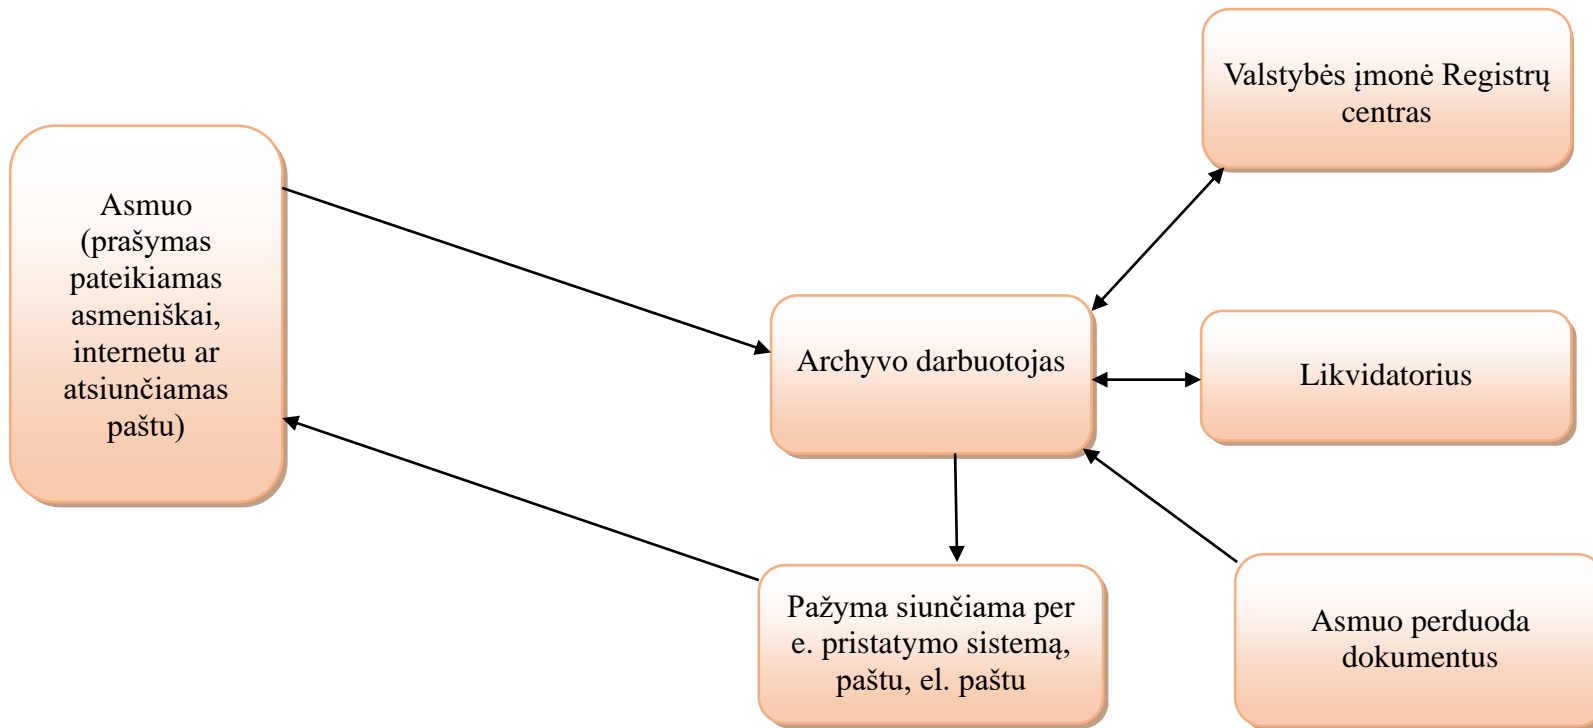 Valstybės įmonė Registrų
centras
Asmuo
(prašymas
pateikiamas
asmeniškai,
internetu ar
atsiunčiamas
paštu)
Archyvo darbuotojas
Likvidatorius
Pažyma siunčiama per
e. pristatymo sistemą,
paštu, el. paštu
Asmuo perduoda
dokumentus